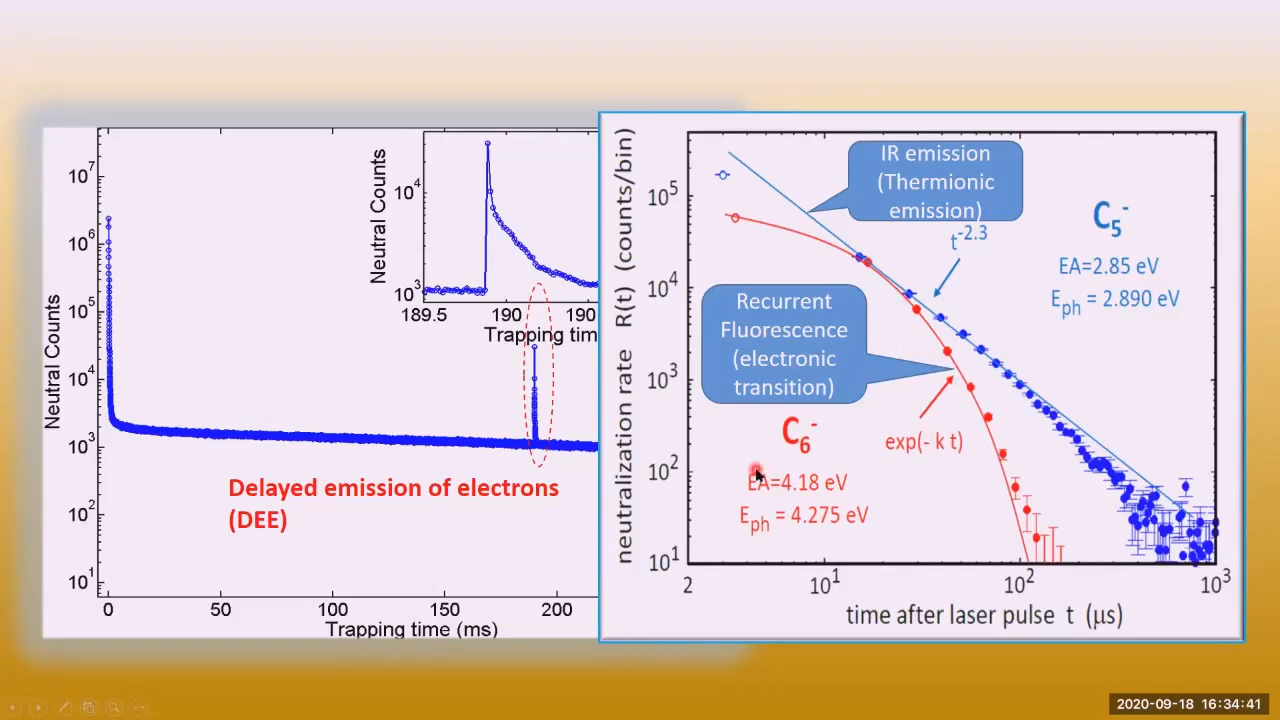 10^7
10^6
10^5
10^4
10^3
10^2
10^1
Neutral Counts
0
50
100
150
200
Trapping time (ms)
Neutral Counts
10^4
10^3
189.5
190
190
Trapping tim
Delayed emission of electrons
(DEE)
neutralization rate R(t) (counts/bin)
10^5
10^4
10^3
10^2
10^1
2
10^1
10^2
10^3
time after laser pulse t (μs)
IR emission
(Thermionic
emission)
t^-2.3
C5^-
EA=2.85 eV
Eph = 2.890 eV
Recurrent
Fluorescence
(electronic
transition)
exp(- k t)
C6^-
EA=4.18 eV
Eph = 4.275 eV
2020-09-18 16:34:41